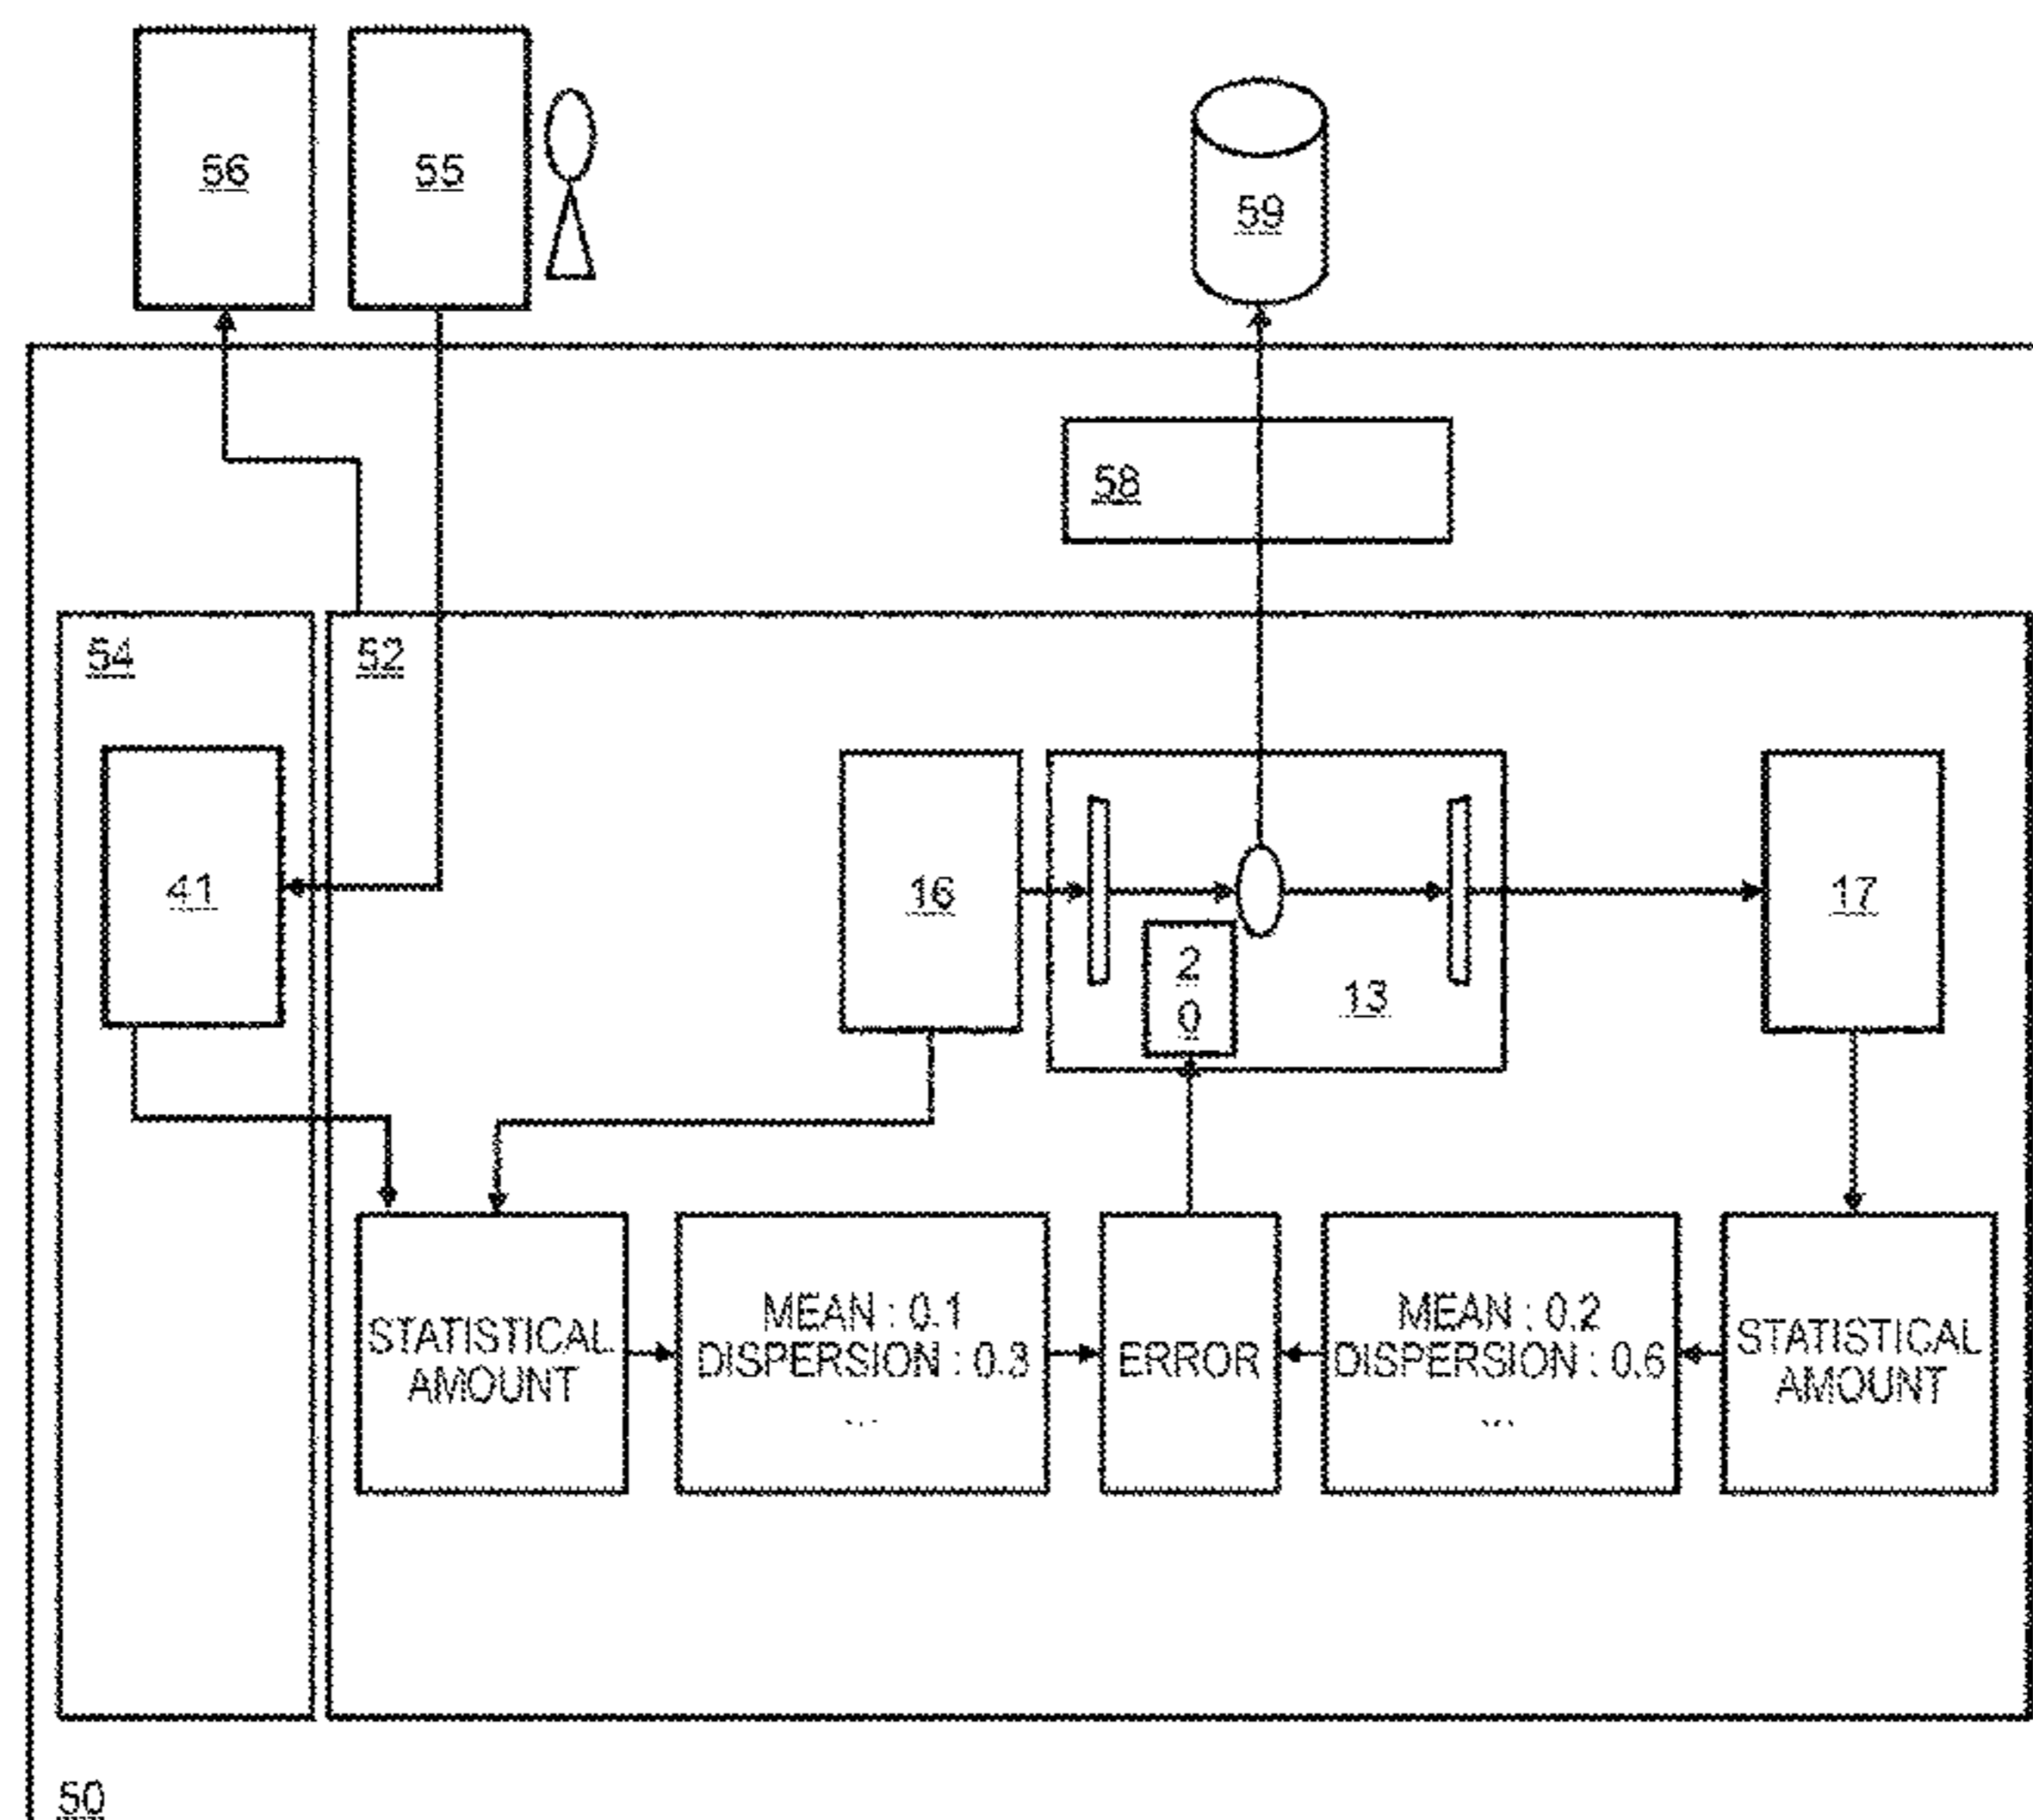 56
55
59
58
54
52
41
16
2
0
13
17
STATISTICAL
AMOUNT
MEAN : 0.1
DISPERSION : 0.3
...
ERROR
MEAN : 0.2
DISPERSION : 0.6
...
STATISTICAL
AMOUNT
50